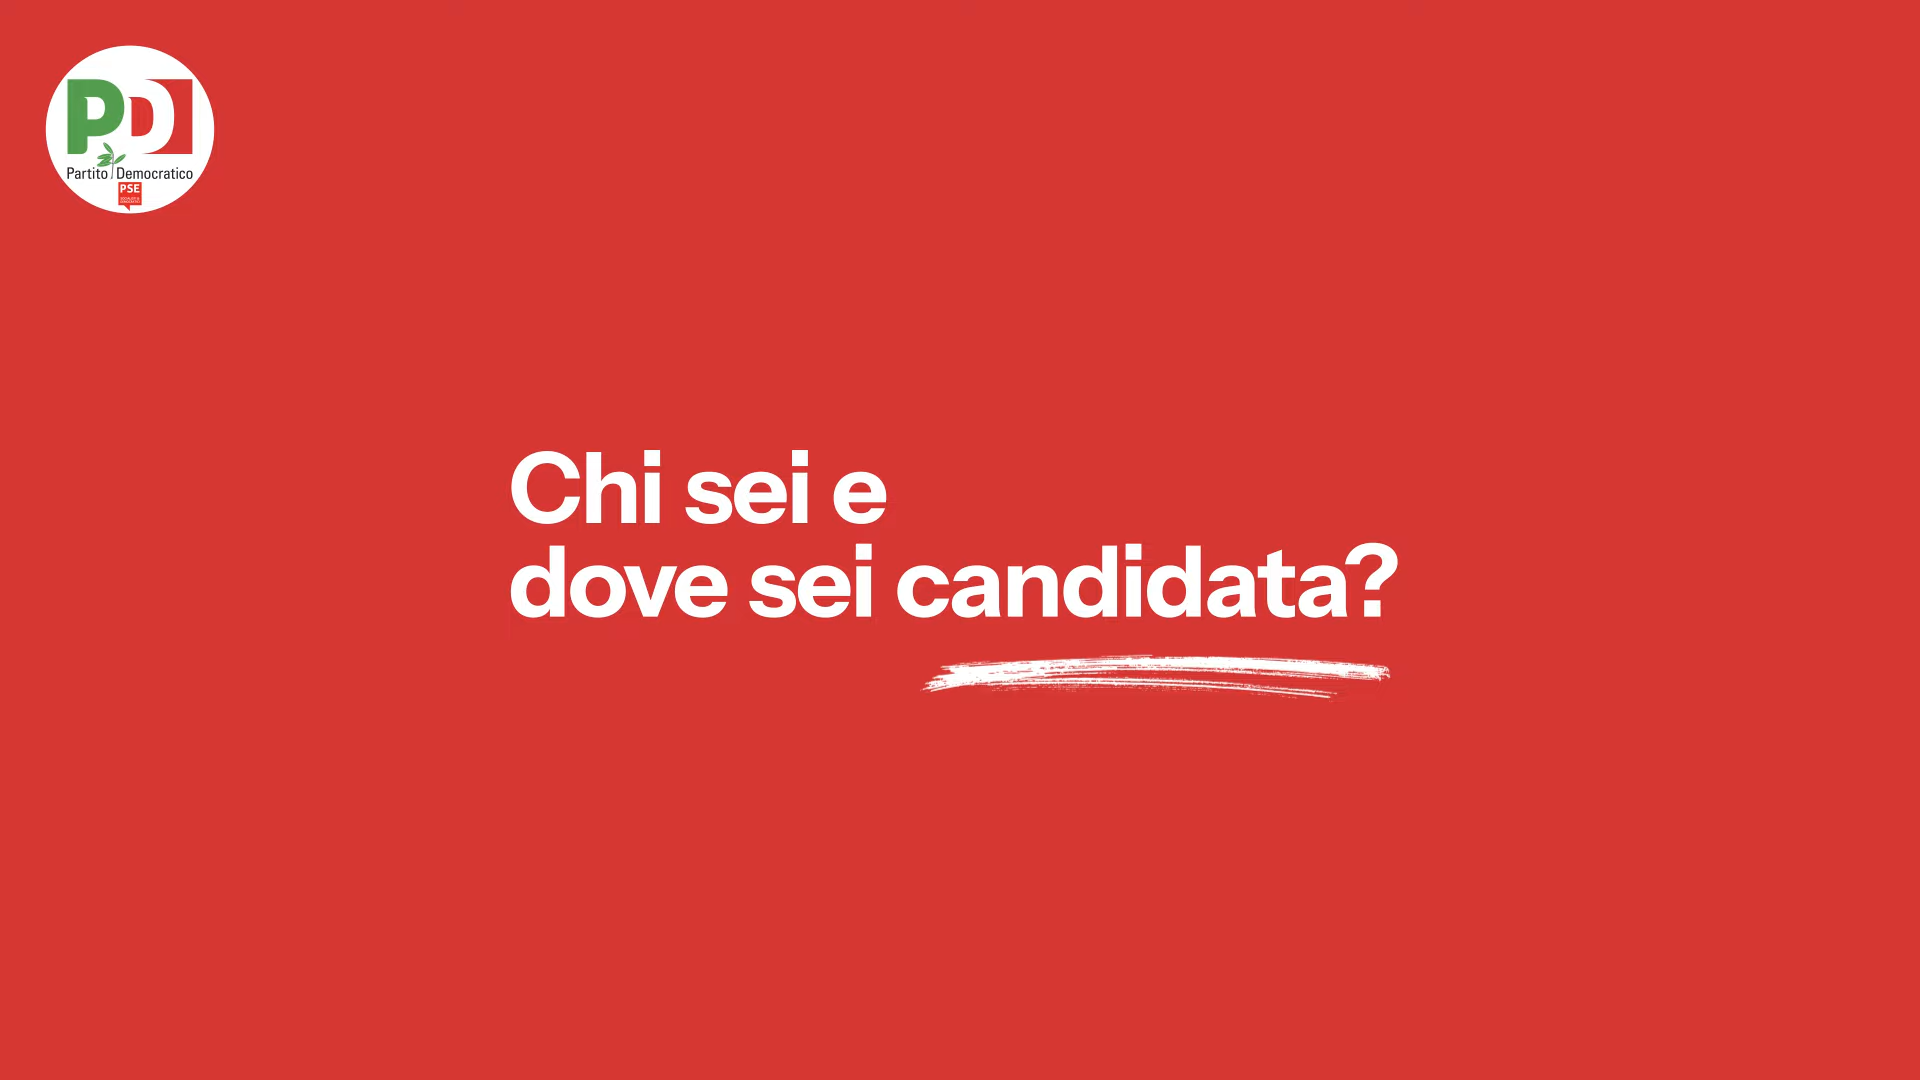 PD
Partito Democratico
PSE
Chi sei e
dove sei candidata?